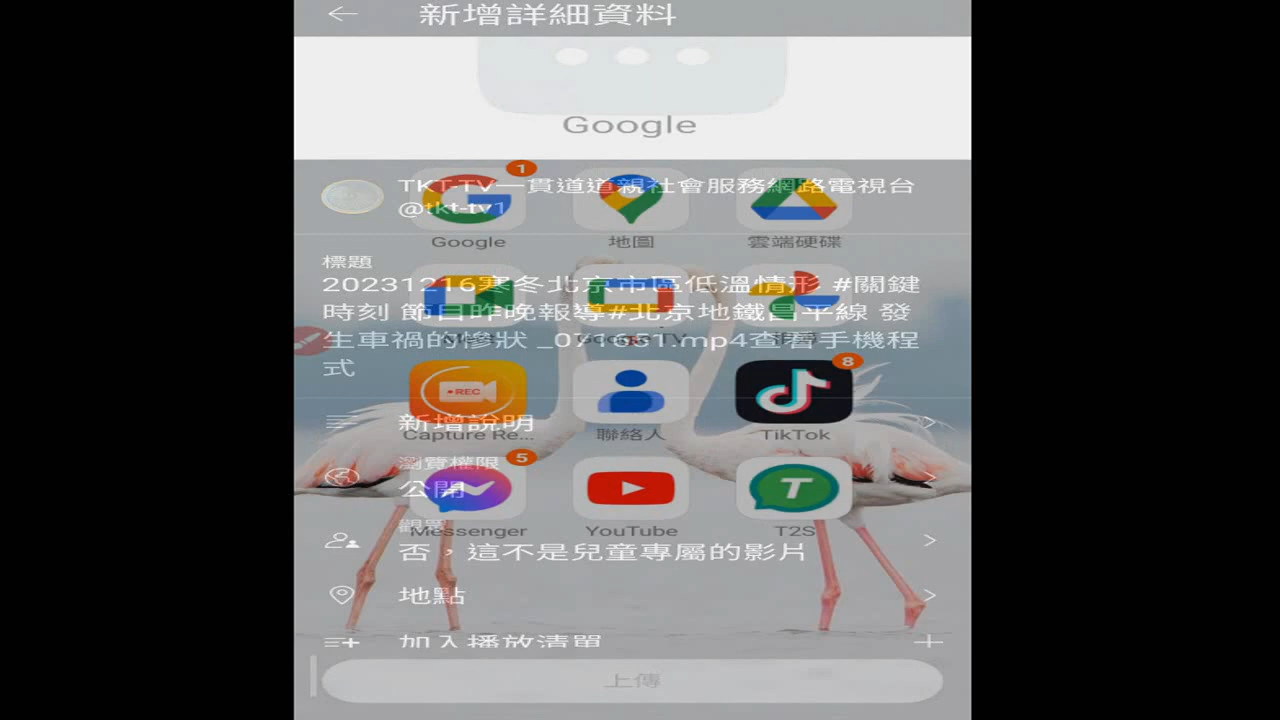 新增詳細資料
Google
1
TKT-TV一貫道道親社會服務網路電視台
@tkt-tv1
Google 地圖 雲端硬碟
標題
20231216寒冬北京市區低溫情形 #關鍵
時刻 節目昨晚報導#北京地鐵昌平線 發
生車禍的慘狀 _071651.mp4查看手機程
式
REC
8
新增說明
Capture Re... 聯絡人 TikTok
瀏覽權限
5
公開
觀眾
Messenger YouTube T2S
否，這不是兒童專屬的影片
地點
加入播放清單
上傳